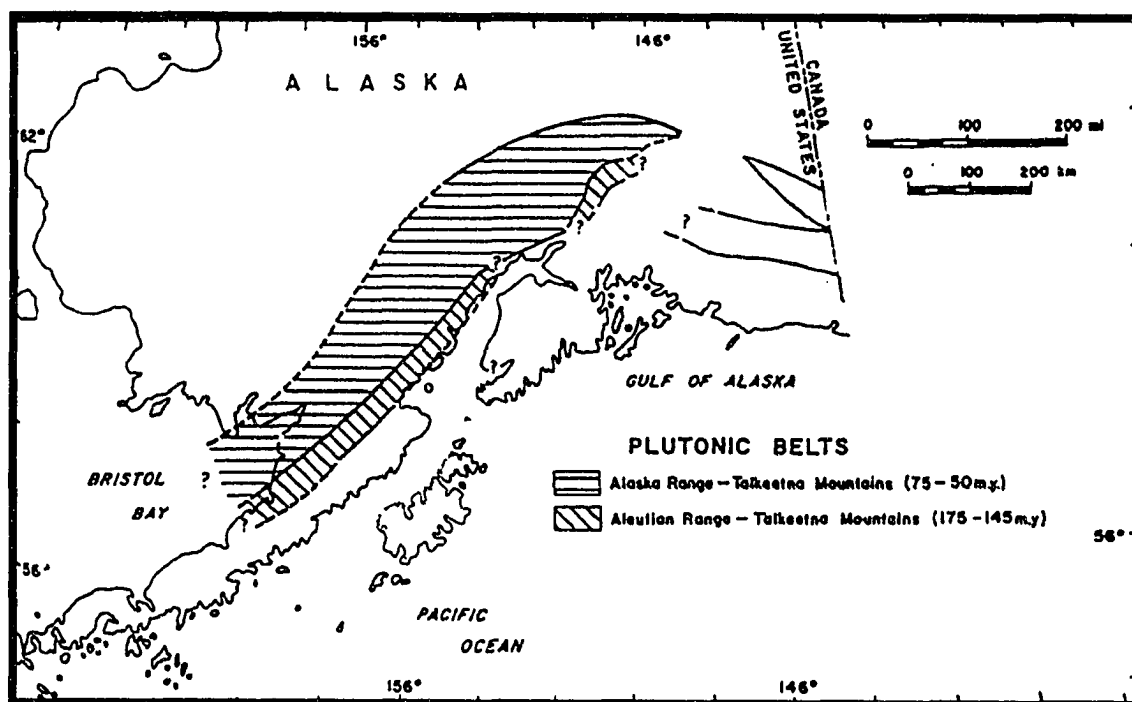 156°
146°
ALASKA
CANADA
UNITED STATES
62°
0 100 200 mi
0 100 200 km
?
?
?
?
?
GULF OF ALASKA
PLUTONIC BELTS
BRISTOL
BAY
?
Alaska Range – Talkeetna Mountains (75–50m.y.)
?
Aleutian Range – Talkeetna Mountains (175–145m.y)
56°
56°
PACIFIC
OCEAN
156°
146°